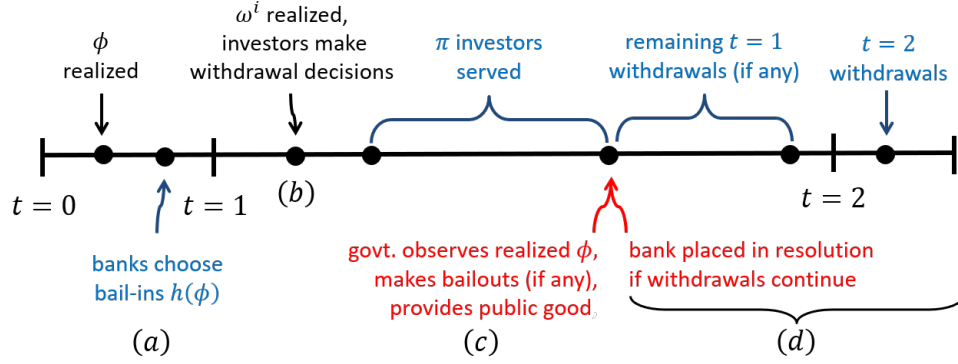 ϕ
realized
ωⁱ realized,
investors make
withdrawal decisions
π investors
served
remaining t = 1
withdrawals (if any)
t = 2
withdrawals
t = 0
t = 1
(b)
t = 2
banks choose
bail-ins h(ϕ)
govt. observes realized ϕ,
makes bailouts (if any),
provides public good,
bank placed in resolution
if withdrawals continue
(a)
(c)
(d)